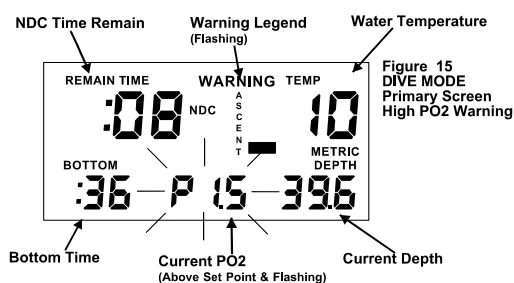 NDC Time Remain
Warning Legend
(Flashing)
Water Temperature
Figure 15
DIVE MODE
Primary Screen
High PO2 Warning
REMAIN TIME
WARNING
TEMP
:08
NDC
ASCENT
10
METRIC
DEPTH
BOTTOM
:36
P 1.5
39.6
Bottom Time
Current PO2
(Above Set Point & Flashing)
Current Depth